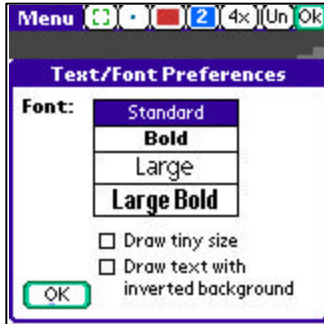 Menu 2 4x Un Ok
Text/Font Preferences
Font:
Standard
Bold
Large
Large Bold
Draw tiny size
Draw text with
inverted background
OK